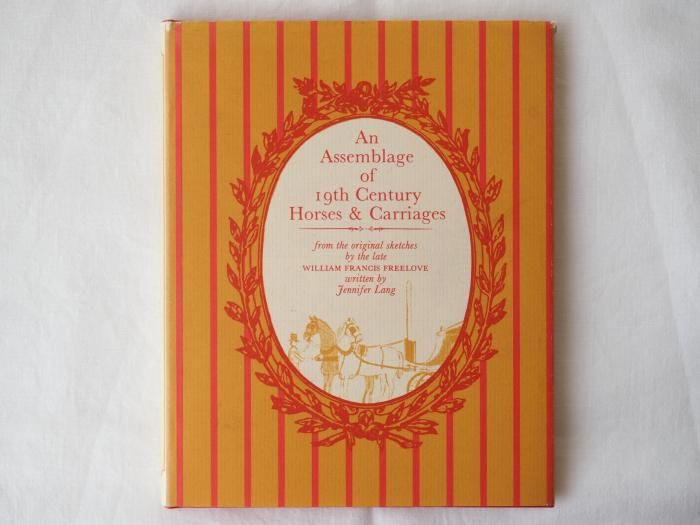 An
Assemblage
of
19th Century
Horses & Carriages
from the original sketches
by the late
WILLIAM FRANCIS FREELOVE
written by
Jennifer Lang